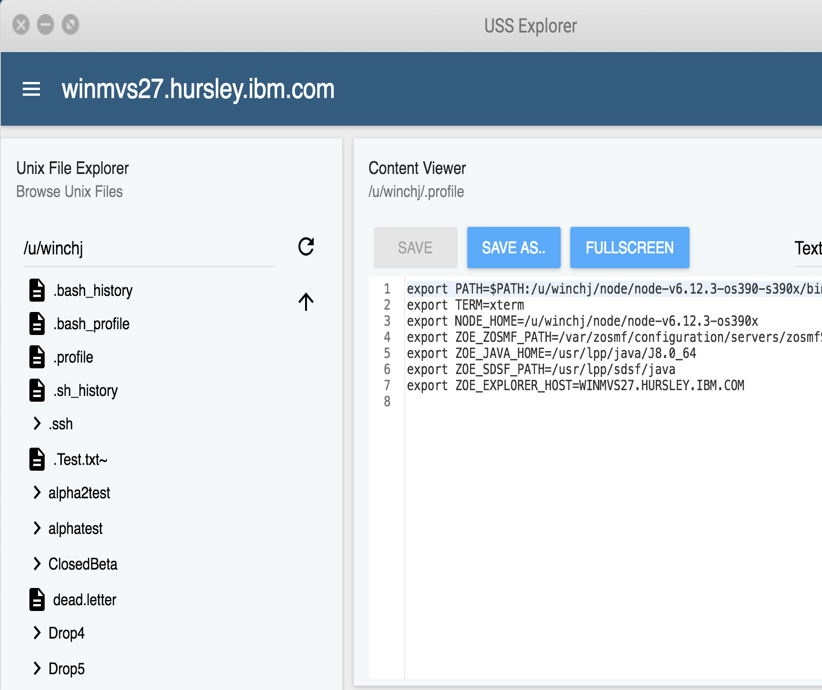 USS Explorer
winmvs27.hursley.ibm.com
Unix File Explorer
Browse Unix Files
/u/winchj
.bash_history
.bash_profile
.profile
.sh_history
.ssh
.Test.txt~
alpha2test
alphatest
ClosedBeta
dead.letter
Drop4
Drop5
Content Viewer
/u/winchj/.profile
SAVE SAVE AS.. FULLSCREEN Text
1 export PATH=$PATH:/u/winchj/node/node-v6.12.3-os390-s390x/bin
2 export TERM=xterm
3 export NODE_HOME=/u/winchj/node/node-v6.12.3-os390x
4 export ZOE_ZOSMF_PATH=/var/zosmf/configuration/servers/zosmfS
5 export ZOE_JAVA_HOME=/usr/lpp/java/J8.0_64
6 export ZOE_SDSF_PATH=/usr/lpp/sdsf/java
7 export ZOE_EXPLORER_HOST=WINMVS27.HURSLEY.IBM.COM
8